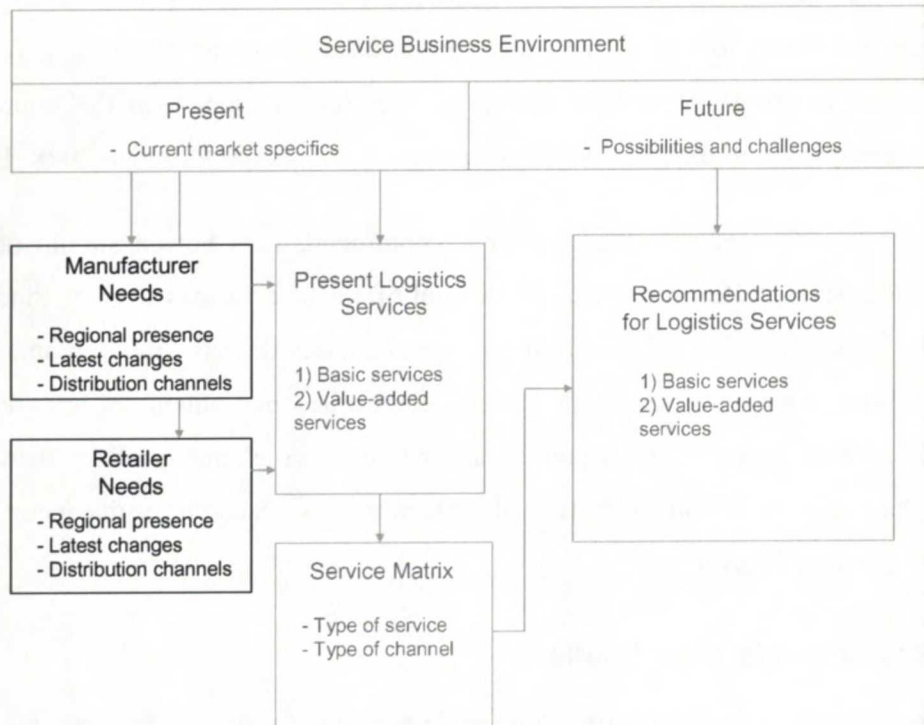 Service Business Environment
Present
- Current market specifics
Future
- Possibilities and challenges
Manufacturer
Needs
- Regional presence
- Latest changes
- Distribution channels
Retailer
Needs
- Regional presence
- Latest changes
- Distribution channels
Present Logistics
Services
1) Basic services
2) Value-added
services
Service Matrix
- Type of service
- Type of channel
Recommendations
for Logistics Services
1) Basic services
2) Value-added
services